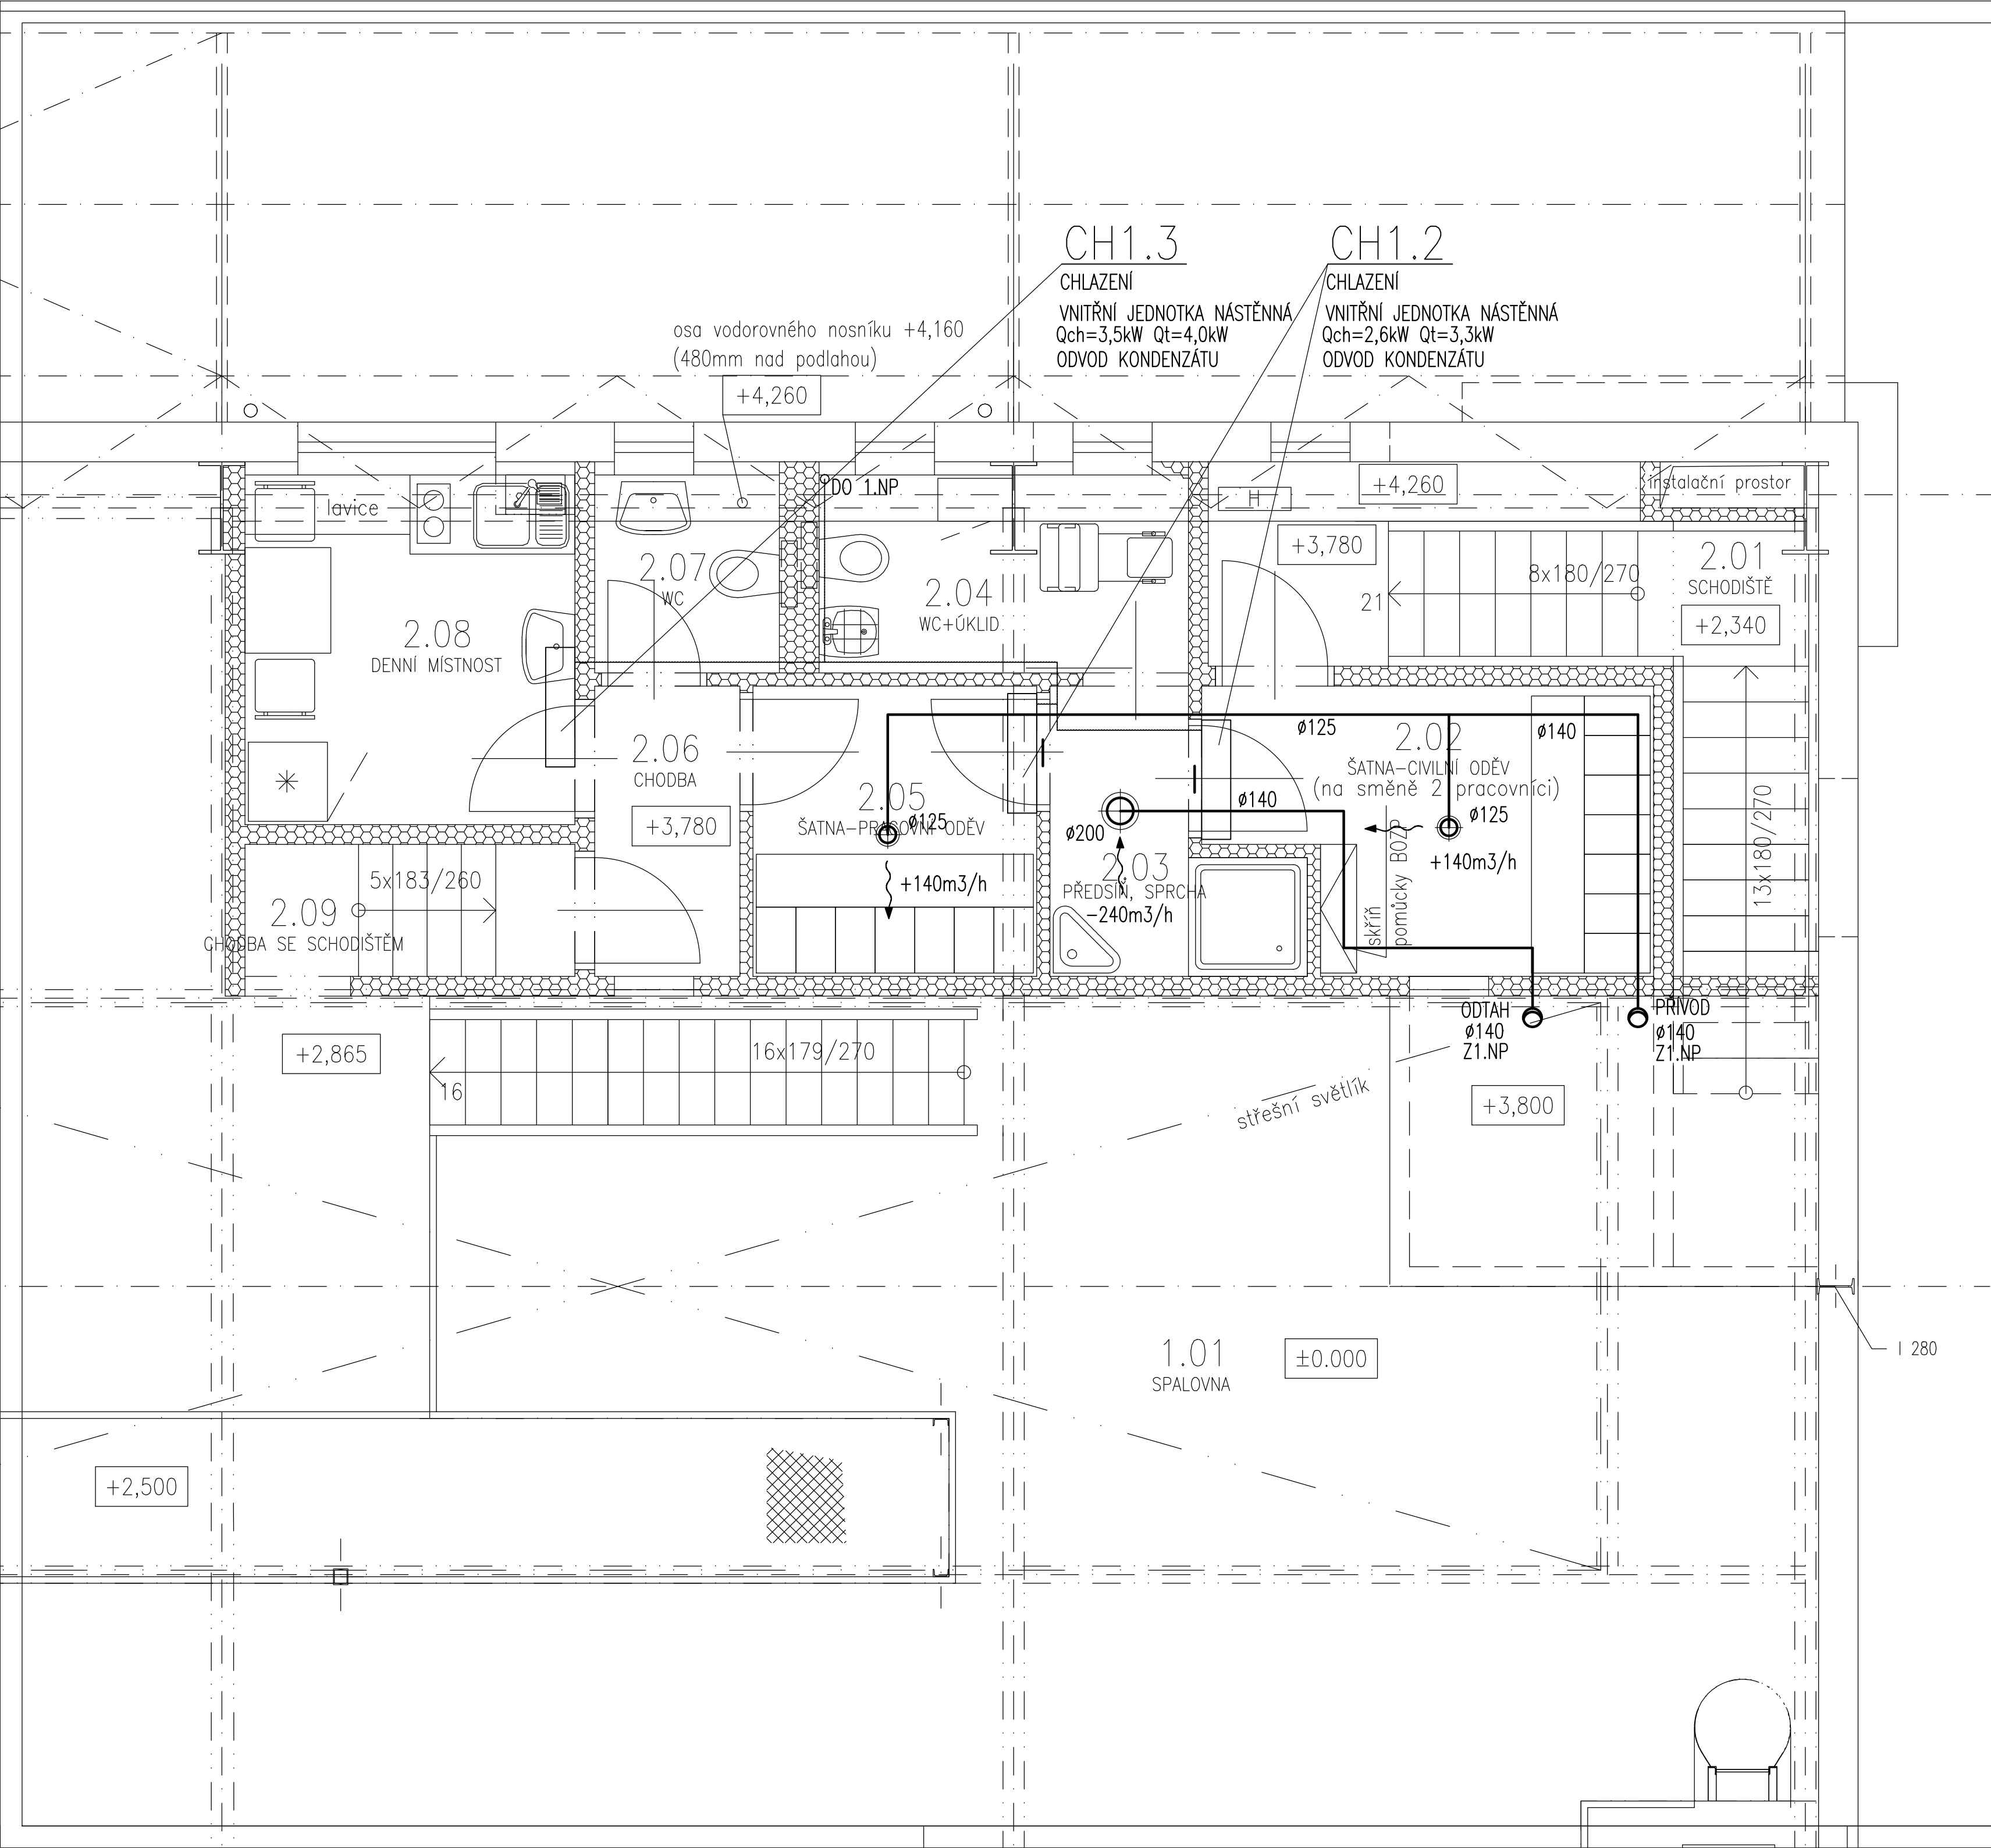 CH1.3
CHLAZENÍ
VNITŘNÍ JEDNOTKA NÁSTĚNNÁ
Qch=3,5kW Qt=4,0kW
ODVOD KONDENZÁTU
CH1.2
CHLAZENÍ
VNITŘNÍ JEDNOTKA NÁSTĚNNÁ
Qch=2,6kW Qt=3,3kW
ODVOD KONDENZÁTU
osa vodorovného nosníku +4,160
(480mm nad podlahou)
+4,260
lavice
DO 1.NP
H
+4,260
instalační prostor
+3,780
8x180/270
21
2.01
SCHODIŠTĚ
+2,340
2.07
WC
2.04
WC+ÚKLID
2.08
DENNÍ MÍSTNOST
2.06
CHODBA
+3,780
2.05
ŠATNA-PRACOVNÍ ODĚV
ø125
+140m3/h
ø125
2.02
ŠATNA-CIVILNÍ ODĚV
(na směně 2 pracovníci)
ø140
ø140
ø125
+140m3/h
ø200
2.03
PŘEDSÍŇ, SPRCHA
-240m3/h
skříň
pomůcky BOZP
13x180/270
5x183/260
2.09
CHODBA SE SCHODIŠTĚM
ODTAH
ø140
Z1.NP
PŘÍVOD
ø140
Z1.NP
+2,865
16x179/270
16
střešní světlík
+3,800
1.01
SPALOVNA
±0.000
I 280
+2,500